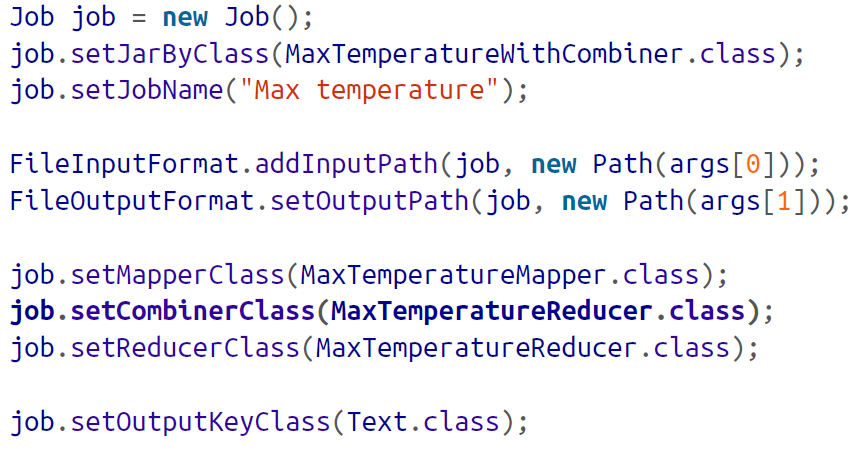 Job job = new Job();
job.setJarByClass(MaxTemperatureWithCombiner.class);
job.setJobName("Max temperature");
FileInputFormat.addInputPath(job, new Path(args[0]));
FileOutputFormat.setOutputPath(job, new Path(args[1]));
job.setMapperClass(MaxTemperatureMapper.class);
job.setCombinerClass(MaxTemperatureReducer.class);
job.setReducerClass(MaxTemperatureReducer.class);
job.setOutputKeyClass(Text.class);